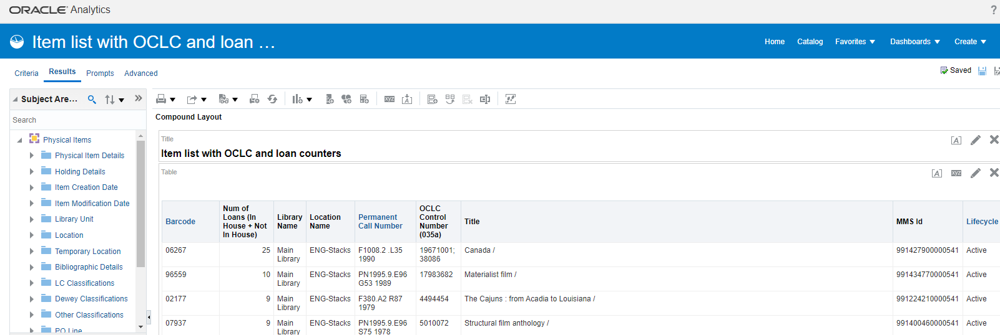 ORACLE Analytics
?
Item list with OCLC and loan ...
Home Catalog Favorites Dashboards Create
Criteria Results Prompts Advanced
Saved
Subject Are...
Search
Physical Items
Physical Item Details
Holding Details
Item Creation Date
Item Modification Date
Library Unit
Location
Temporary Location
Bibliographic Details
LC Classifications
Dewey Classifications
Other Classifications
PO Line
xyz A
Compound Layout
Title
A
Item list with OCLC and loan counters
Table
A xyz
Barcode
Num of
Loans (In
House + Not
In House)
Library
Name
Location
Name
Permanent
Call Number
OCLC
Control
Number
(035a)
Title
MMS Id
Lifecycle
06267 25 Main ENG-Stacks F1008.2 .L35 19671001; Canada / 991427900000541 Active
Library 1990 38086
96559 10 Main ENG-Stacks PN1995.9.E96 17983682 Materialist film / 991434770000541 Active
Library G53 1989
02177 9 Main ENG-Stacks F380.A2 R87 4494454 The Cajuns : from Acadia to Louisiana / 991224210000541 Active
Library 1979
07937 9 Main ENG-Stacks PN1995.9.E96 5010072 Structural film anthology / 991400460000541 Active
Library S75 1978